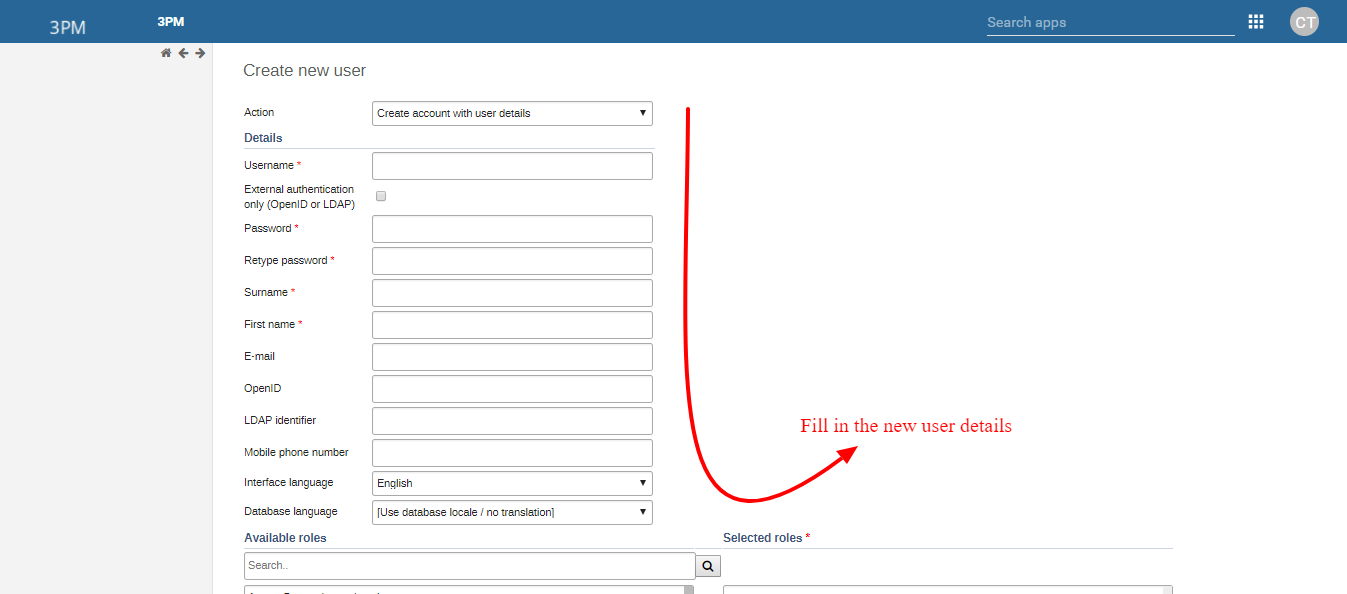 3PM
3PM
Search apps
CT
Create new user
Action
Create account with user details
Details
Username *
External authentication
only (OpenID or LDAP)
Password *
Retype password *
Surname *
First name *
E-mail
OpenID
LDAP identifier
Mobile phone number
Interface language
English
Database language
[Use database locale / no translation]
Fill in the new user details
Available roles
Selected roles *
Search..